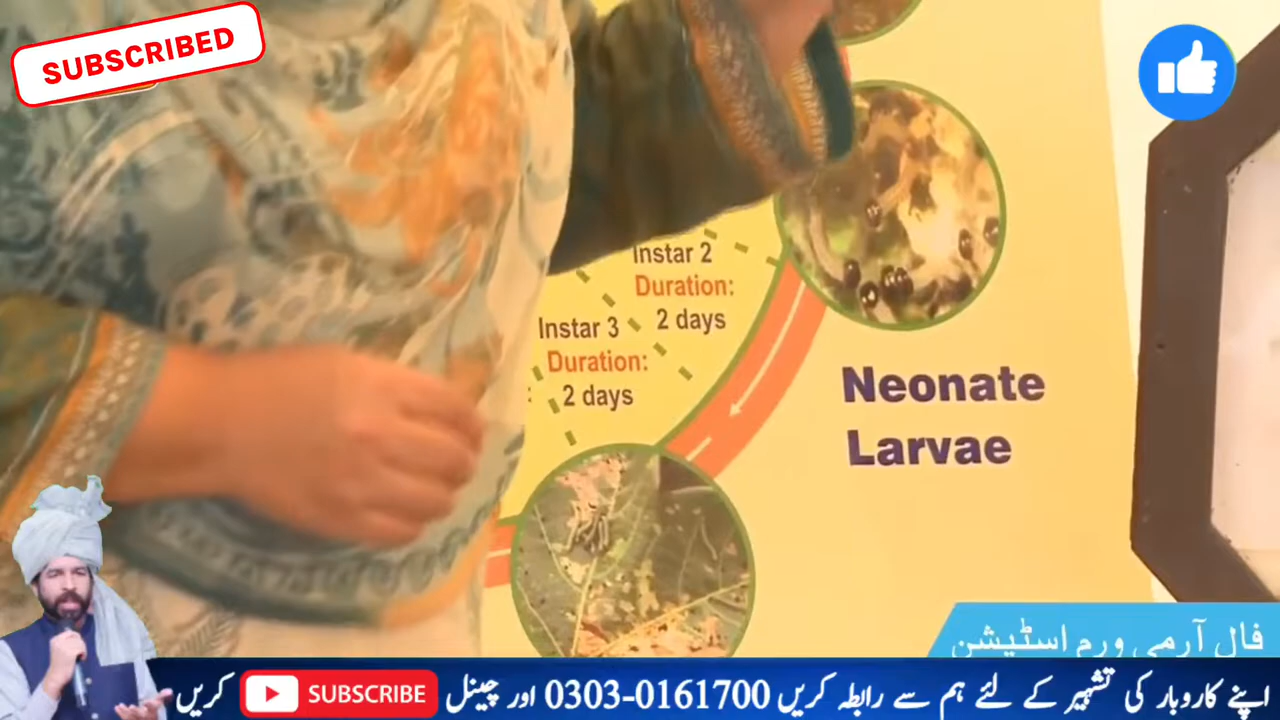 SUBSCRIBED
Instar 2
Duration:
2 days
Instar 3
Duration:
2 days
Neonate
Larvae
فال آرمی ورم اسٹیشن
اپنے کاروبار کی تشہیر کے لئے ہم سے رابطہ کریں 0303-0161700 اور چینل SUBSCRIBE کریں